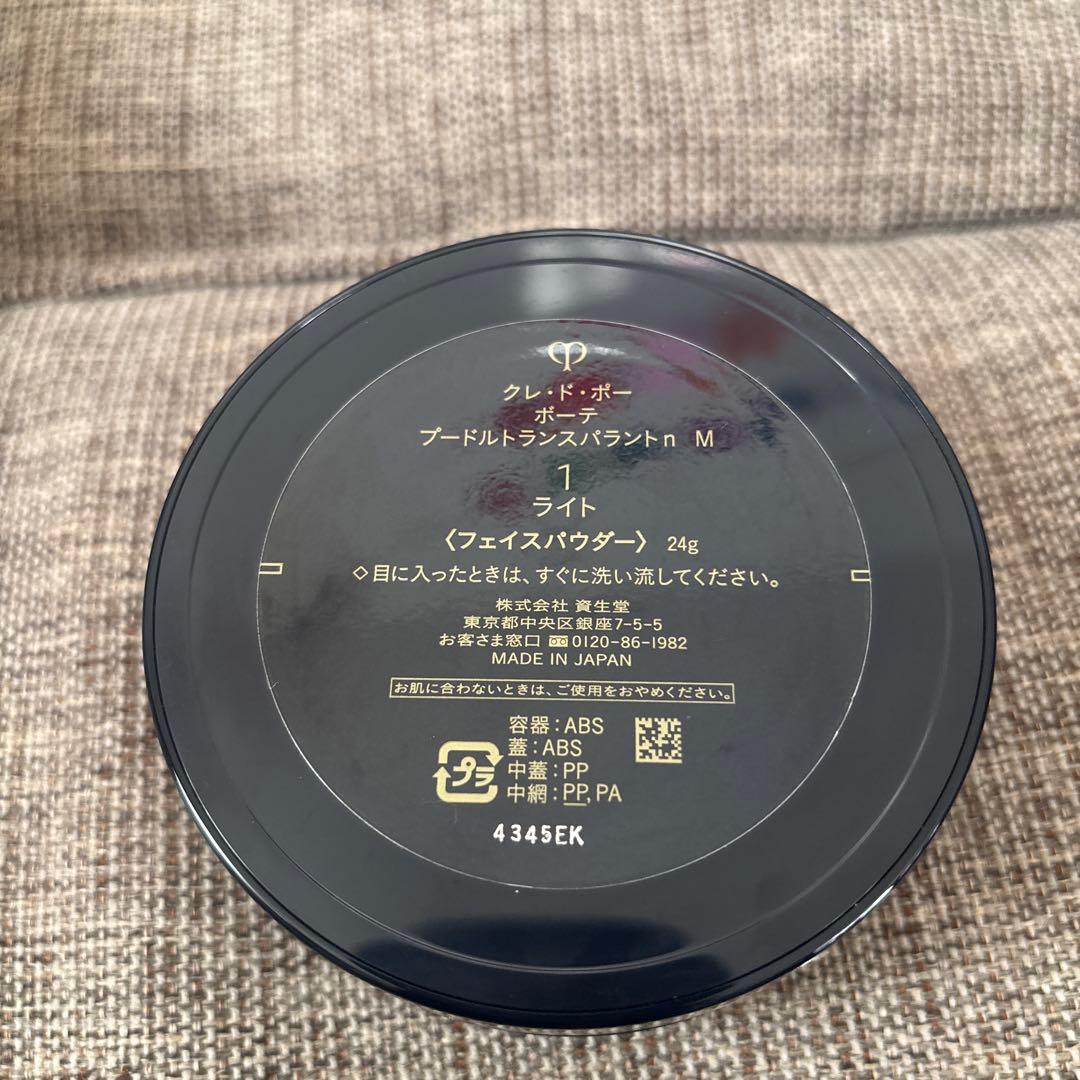 クレ・ド・ポー
ボーテ
プードルトランスパラントn M
1
ライト
〈フェイスパウダー〉 24g
◇目に入ったときは、すぐに洗い流してください。
株式会社 資生堂
東京都中央区銀座7-5-5
お客さま窓口 0120-86-1982
MADE IN JAPAN
お肌に合わないときは、ご使用をおやめください。
容器:ABS
蓋:ABS
プラ 中蓋:PP
中網:PP,PA
4345EK